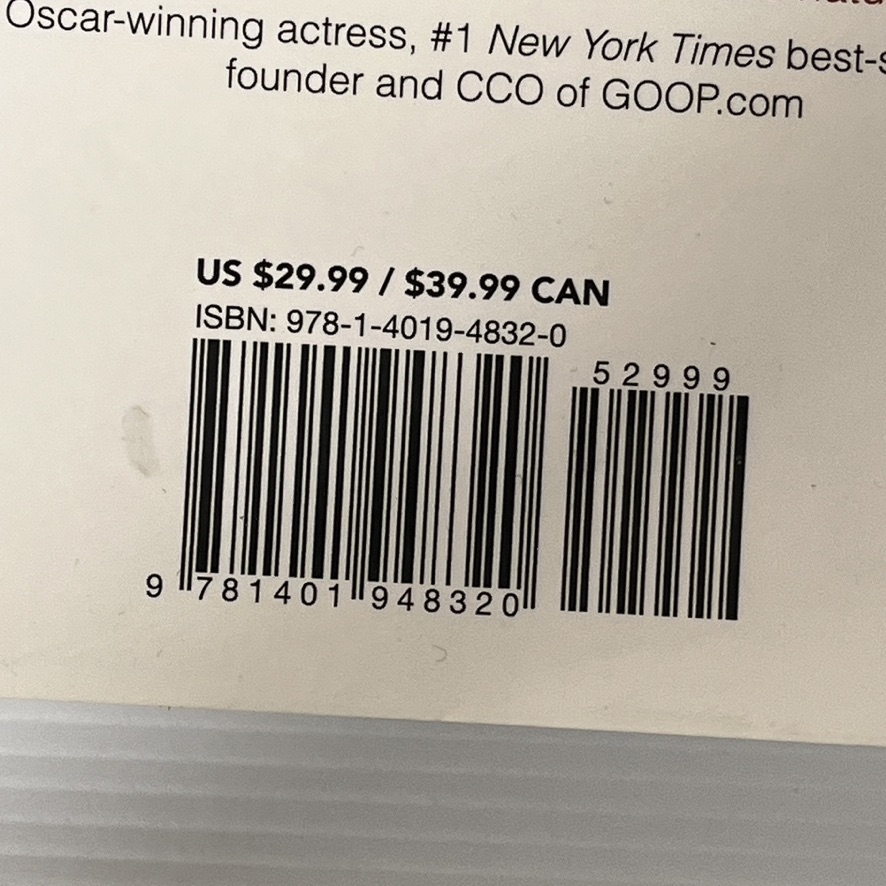 Oscar-winning actress, #1 New York Times best-s
founder and CCO of GOOP.com
US $29.99 / $39.99 CAN
ISBN: 978-1-4019-4832-0
52999
9 781401 948320